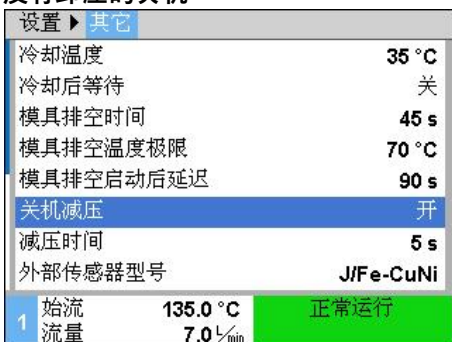 设置 ▶ 其它
冷却温度 35 °C
冷却后等待 关
模具排空时间 45 s
模具排空温度极限 70 °C
模具排空启动后延迟 90 s
关机减压 开
减压时间 5 s
外部传感器型号 J/Fe-CuNi
1 始流 135.0 °C 正常运行
流量 7.0 L/min